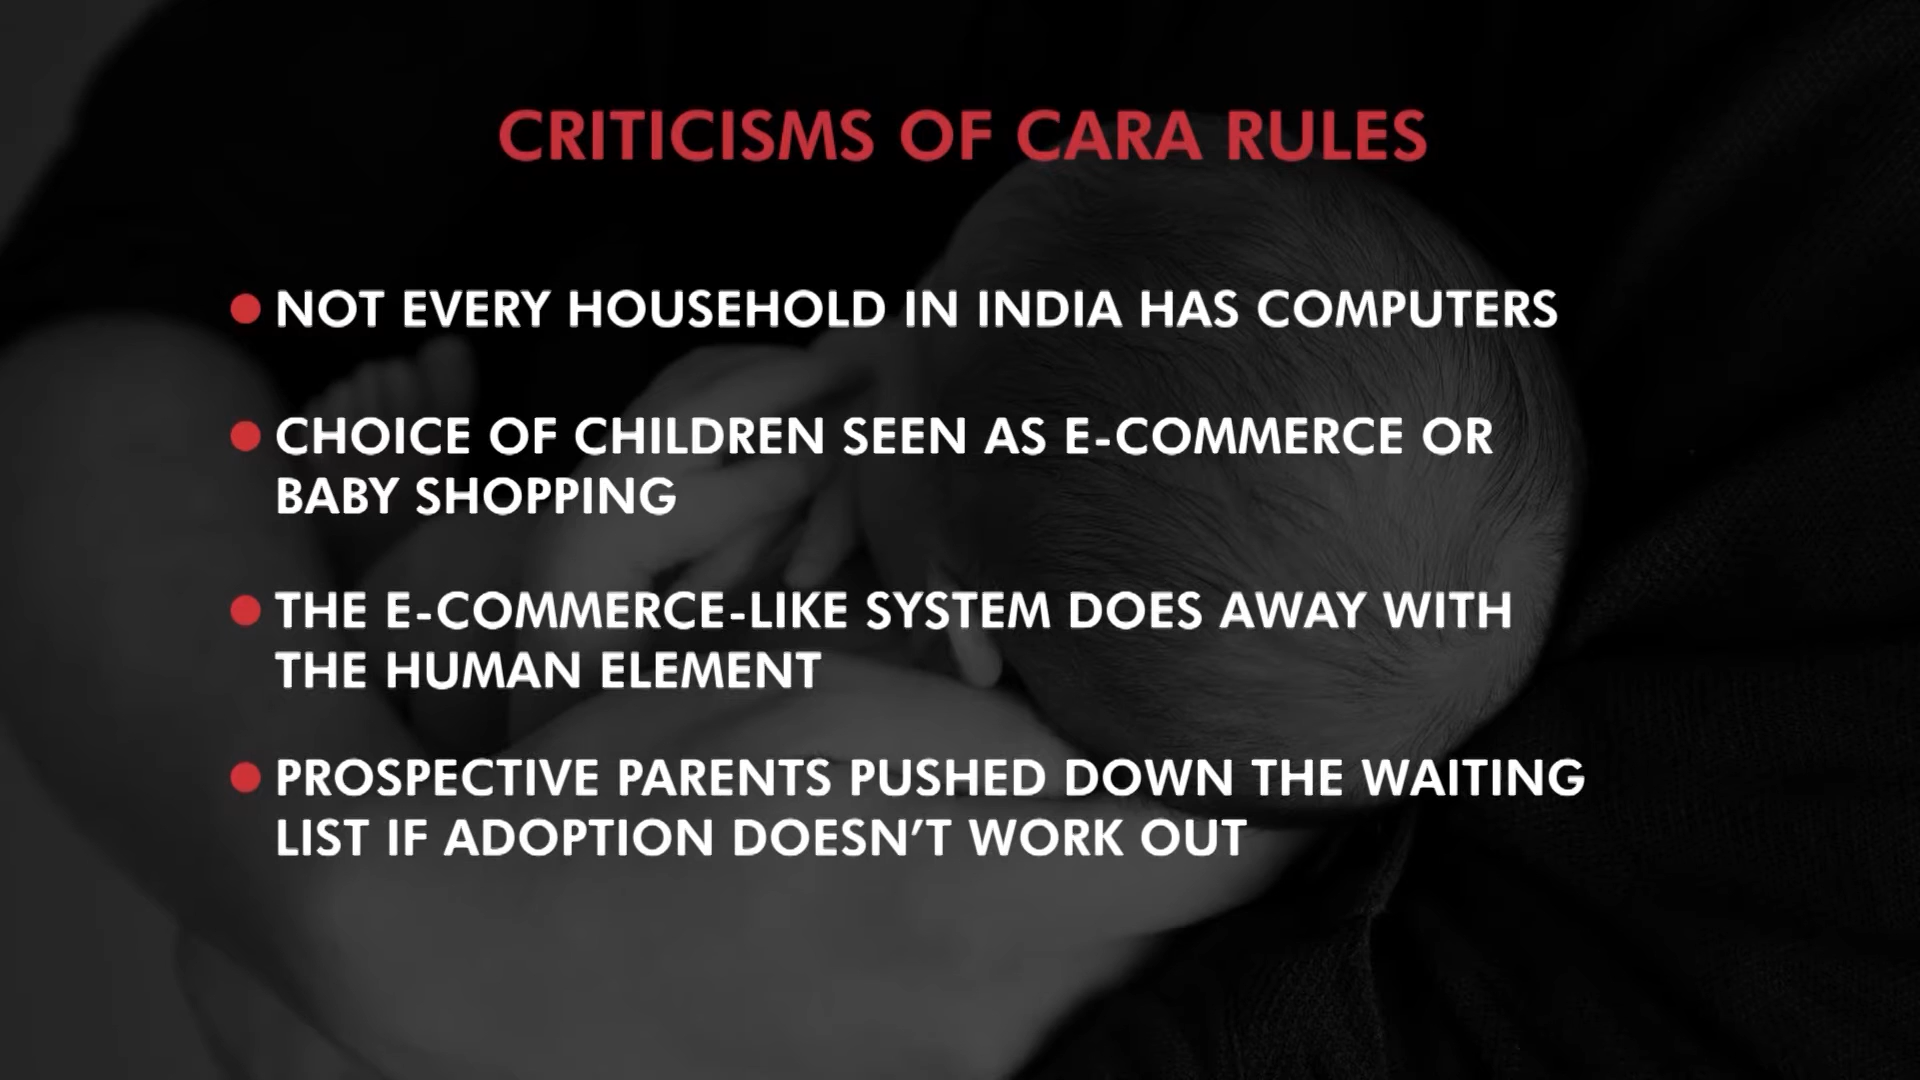 CRITICISMS OF CARA RULES
● NOT EVERY HOUSEHOLD IN INDIA HAS COMPUTERS
● CHOICE OF CHILDREN SEEN AS E-COMMERCE OR
BABY SHOPPING
● THE E-COMMERCE-LIKE SYSTEM DOES AWAY WITH
THE HUMAN ELEMENT
● PROSPECTIVE PARENTS PUSHED DOWN THE WAITING
LIST IF ADOPTION DOESN’T WORK OUT